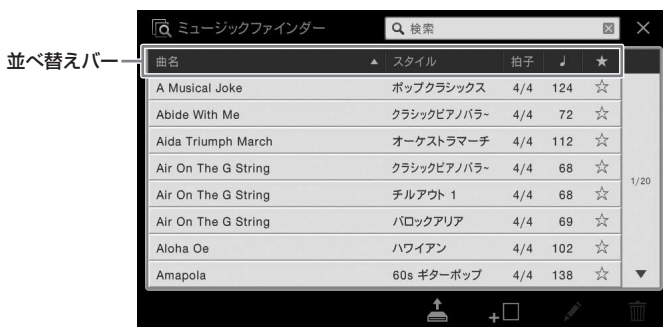 ミュージックファインダー 検索
並べ替えバー
曲名 ▲ スタイル 拍子 ♩ ★
A Musical Joke ポップクラシックス 4/4 124 ☆
Abide With Me クラシックピアノバラ~ 4/4 72 ☆
Aida Triumph March オーケストラマーチ 4/4 112 ☆
Air On The G String クラシックピアノバラ~ 4/4 68 ☆
Air On The G String チルアウト 1 4/4 68 ☆
Air On The G String バロックアリア 4/4 69 ☆
Aloha Oe ハワイアン 4/4 102 ☆
Amapola 60s ギターポップ 4/4 138 ☆
1/20